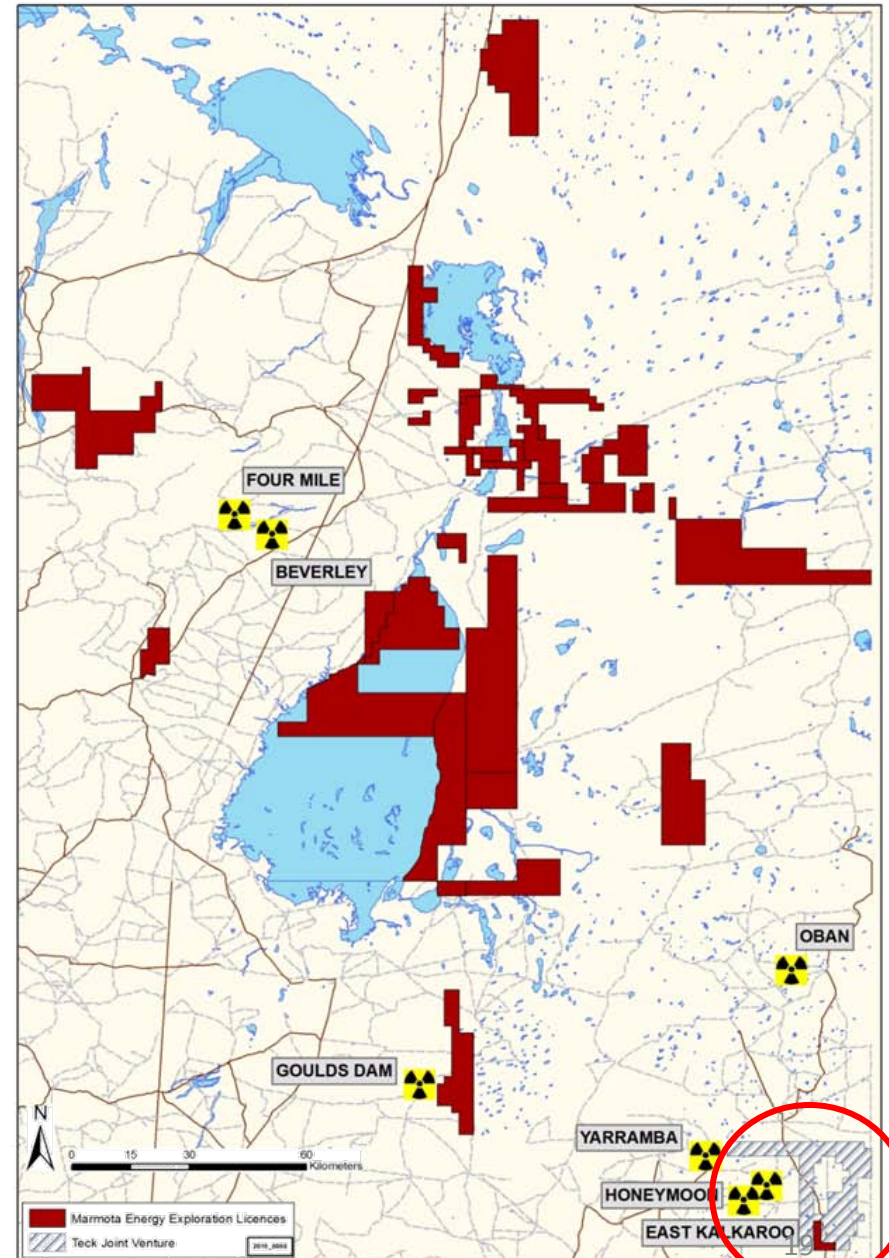 FOUR MILE
BEVERLEY
OBAN
GOULDS DAM
N
0 15 30 60
Kilometers
YARRAMBA
HONEYMOON
EAST KALKAROO
19
Marmota Energy Exploration Licences
Teck Joint Venture